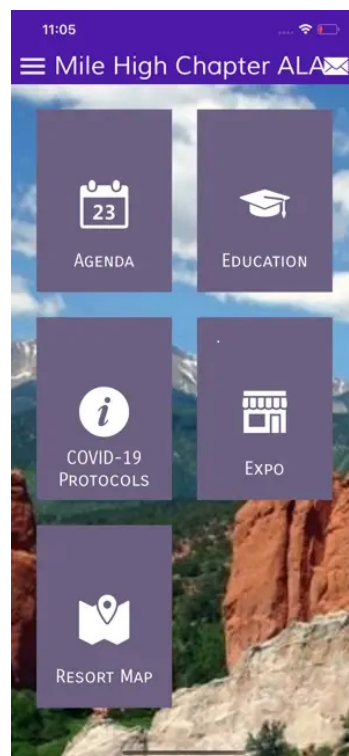 11:05
Mile High Chapter ALA
23
AGENDA
EDUCATION
i
COVID-19
PROTOCOLS
EXPO
RESORT MAP